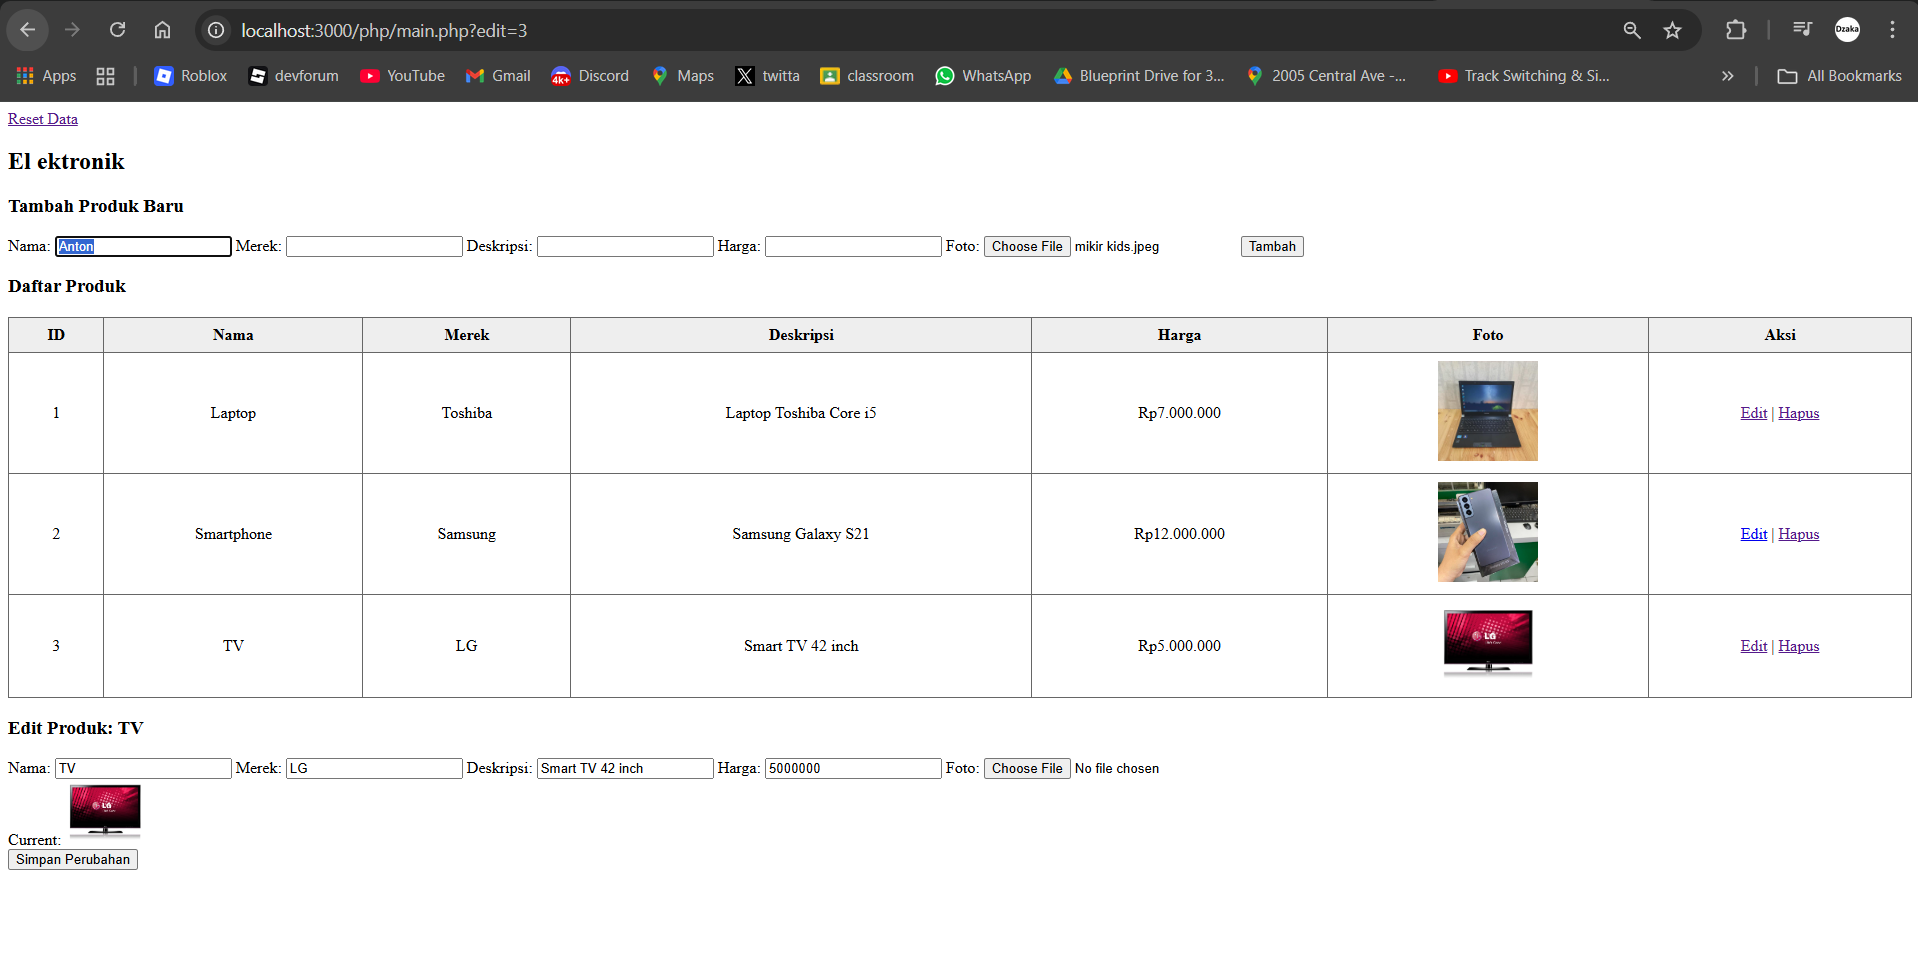 localhost:3000/php/main.php?edit=3
Dzaka
Apps Roblox devforum YouTube Gmail 4k+ Discord Maps X twitta classroom WhatsApp Blueprint Drive for 3... 2005 Central Ave -... Track Switching & Si... » All Bookmarks
Reset Data
El ektronik
Tambah Produk Baru
Nama: Anton Merek: Deskripsi: Harga: Foto: Choose File mikir kids.jpeg Tambah
Daftar Produk
ID Nama Merek Deskripsi Harga Foto Aksi
1 Laptop Toshiba Laptop Toshiba Core i5 Rp7.000.000 Edit | Hapus
2 Smartphone Samsung Samsung Galaxy S21 Rp12.000.000 Edit | Hapus
3 TV LG Smart TV 42 inch Rp5.000.000 LG Edit | Hapus
Edit Produk: TV
Nama: TV Merek: LG Deskripsi: Smart TV 42 inch Harga: 5000000 Foto: Choose File No file chosen
LG
Current:
Simpan Perubahan